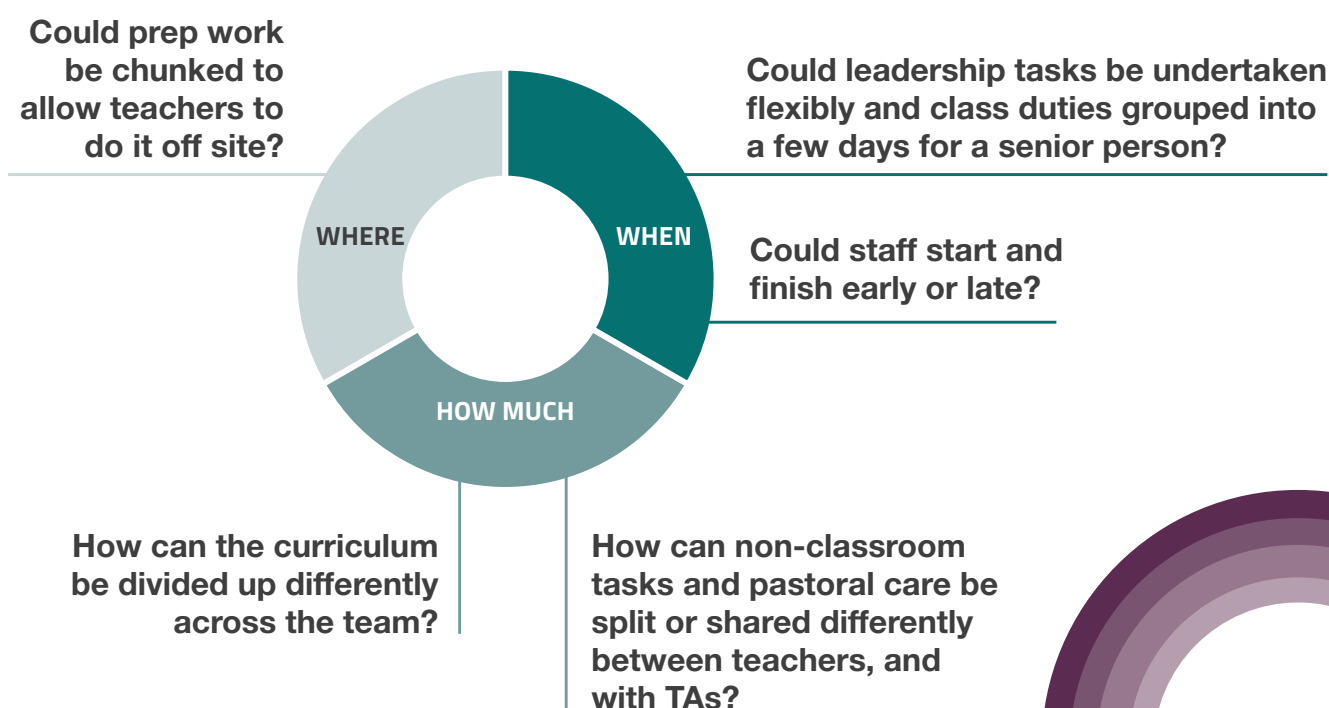 Could prep work
be chunked to
allow teachers to
do it off site?
Could leadership tasks be undertaken
flexibly and class duties grouped into
a few days for a senior person?
WHERE
WHEN
Could staff start and
finish early or late?
HOW MUCH
How can the curriculum
be divided up differently
across the team?
How can non-classroom
tasks and pastoral care be
split or shared differently
between teachers, and
with TAs?